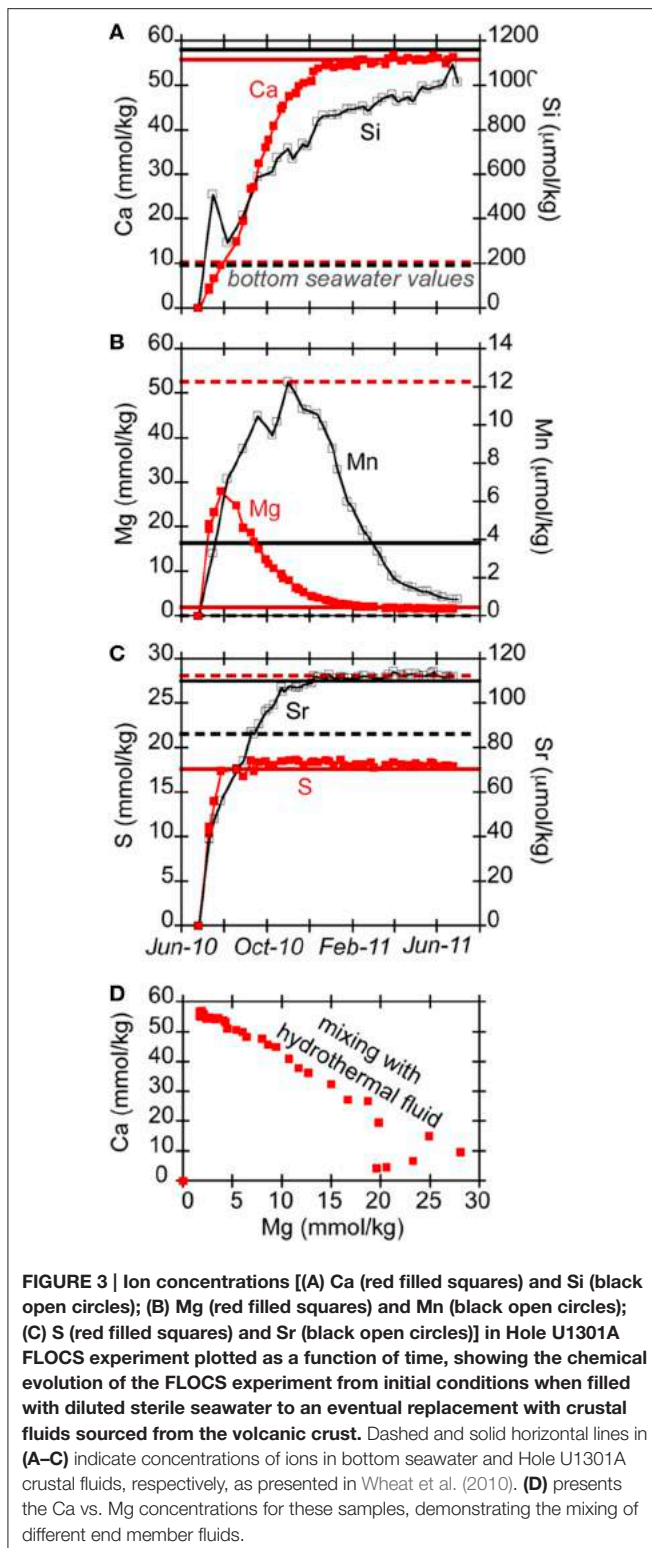 A
60
50
40
30
20
10
0
Ca (mmol/kg)
Ca
Si
bottom seawater values
1200
1000
800
600
400
200
0
Si (µmol/kg)
B
60
50
40
30
20
10
0
Mg (mmol/kg)
Mg
Mn
14
12
10
8
6
4
2
0
Mn (µmol/kg)
C
30
25
20
15
10
5
0
S (mmol/kg)
Sr
S
120
100
80
60
40
20
0
Sr (µmol/kg)
Jun-10 Oct-10 Feb-11 Jun-11
D
60
50
40
30
20
10
0
Ca (mmol/kg)
mixing with
hydrothermal fluid
0 5 10 15 20 25 30
Mg (mmol/kg)
FIGURE 3 | Ion concentrations [(A) Ca (red filled squares) and Si (black
open circles); (B) Mg (red filled squares) and Mn (black open circles);
(C) S (red filled squares) and Sr (black open circles)] in Hole U1301A
FLOCS experiment plotted as a function of time, showing the chemical
evolution of the FLOCS experiment from initial conditions when filled
with diluted sterile seawater to an eventual replacement with crustal
fluids sourced from the volcanic crust. Dashed and solid horizontal lines in
(A–C) indicate concentrations of ions in bottom seawater and Hole U1301A
crustal fluids, respectively, as presented in Wheat et al. (2010). (D) presents
the Ca vs. Mg concentrations for these samples, demonstrating the mixing of
different end member fluids.